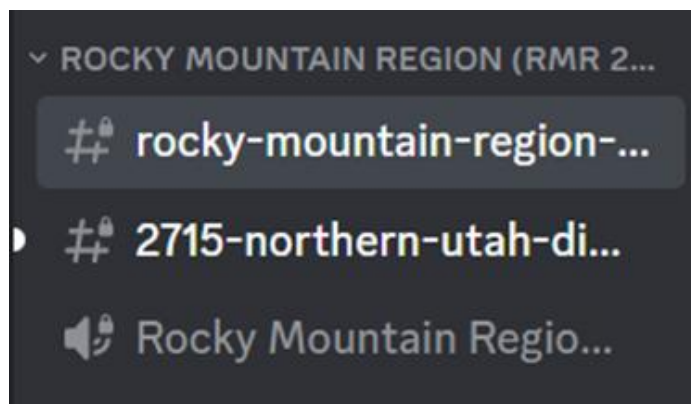 ROCKY MOUNTAIN REGION (RMR 2...
rocky-mountain-region-...
2715-northern-utah-di...
Rocky Mountain Regio...